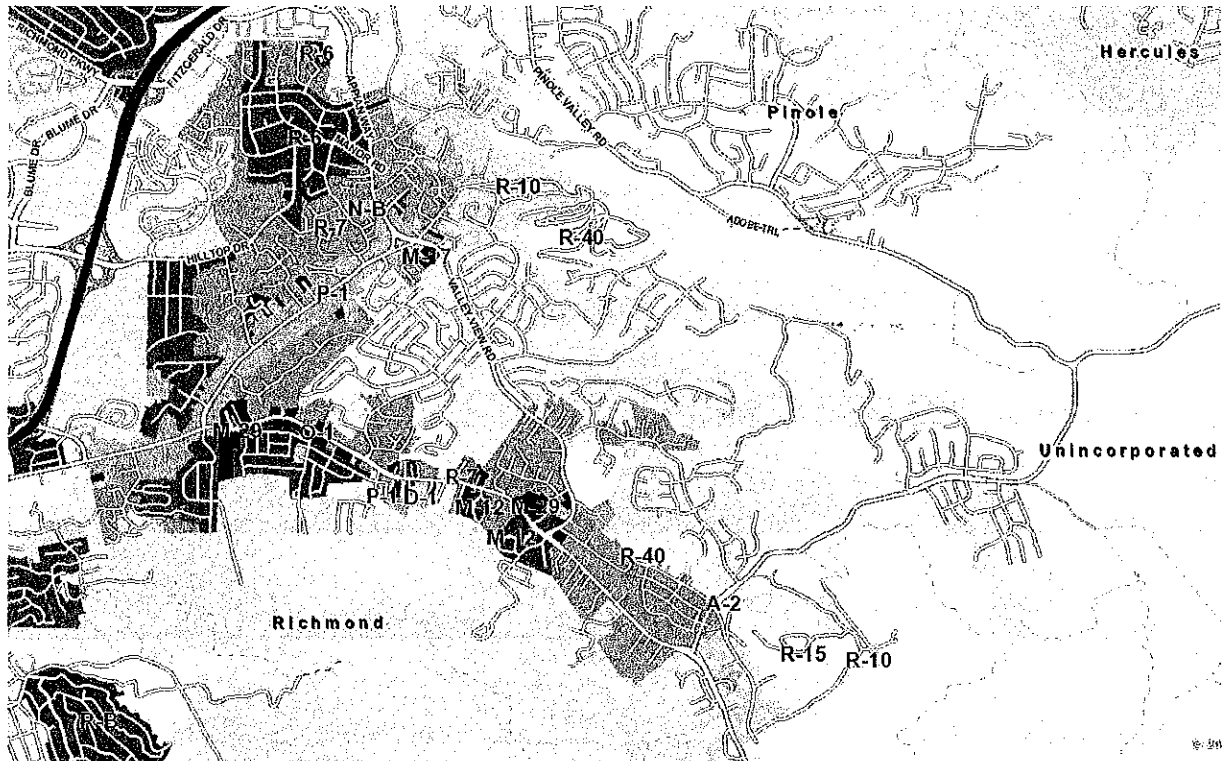 RICHMOND PKWY
FITZGERALD DR
R-6
APPIAN WAY
Hercules
PINOLE VALLEY RD
BLUME DR
Pinole
BLUME DR
R-6
R-10
N-B
R-7
ADOBE TRL
R-40
HILLTOP DR
M-17
P-1
VALLEY VIEW RD
S-1
Unincorporated
P-1
D-1
R-7
M-12
M-29
M-12
R-40
A-2
Richmond
R-15
R-10
R-B